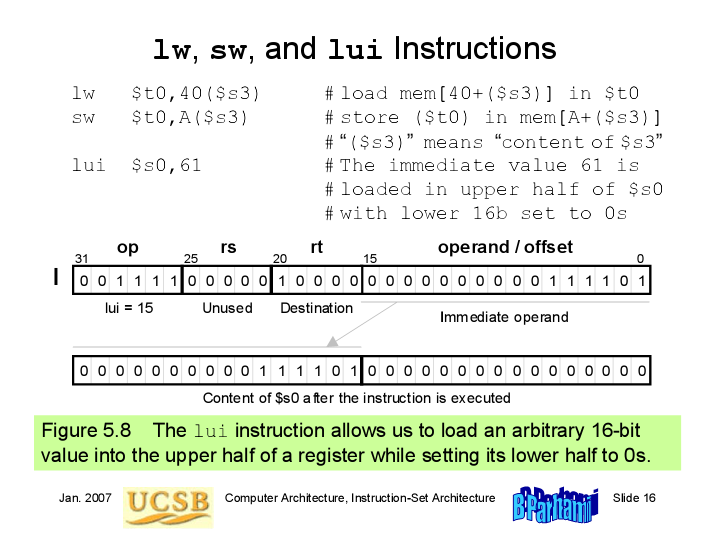 lw, sw, and lui Instructions
lw $t0,40($s3) # load mem[40+($s3)] in $t0
sw $t0,A($s3) # store ($t0) in mem[A+($s3)]
# “($s3)” means “content of $s3”
lui $s0,61 # The immediate value 61 is
# loaded in upper half of $s0
# with lower 16b set to 0s
op rs rt operand / offset
31 25 20 15 0
I 0 0 1 1 1 1 0 0 0 0 0 1 0 0 0 0 0 0 0 0 0 0 0 0 0 0 0 1 1 1 1 0 1
lui = 15 Unused Destination Immediate operand
0 0 0 0 0 0 0 0 0 0 1 1 1 1 0 1 0 0 0 0 0 0 0 0 0 0 0 0 0 0 0 0
Content of $s0 after the instruction is executed
Figure 5.8 The lui instruction allows us to load an arbitrary 16-bit
value into the upper half of a register while setting its lower half to 0s.
Jan. 2007 UCSB Computer Architecture, Instruction-Set Architecture B. Parhami Slide 16